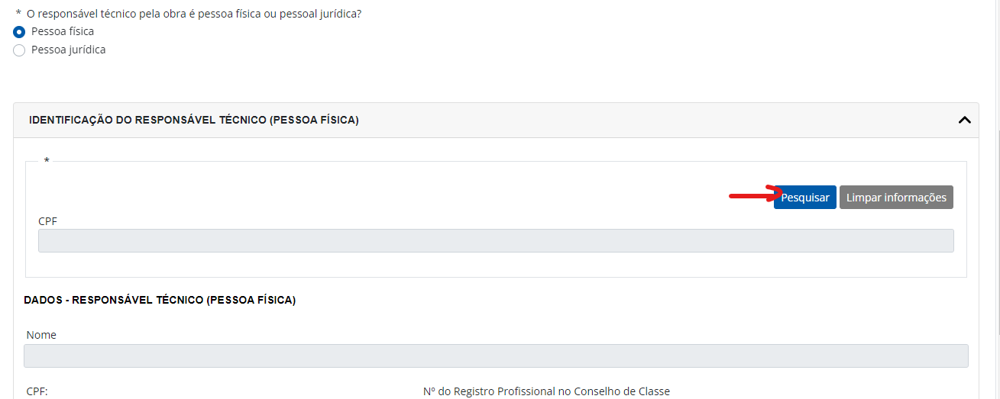 * O responsável técnico pela obra é pessoa física ou pessoal jurídica?
Pessoa física
Pessoa jurídica
IDENTIFICAÇÃO DO RESPONSÁVEL TÉCNICO (PESSOA FÍSICA)
*
Pesquisar Limpar informações
CPF
DADOS - RESPONSÁVEL TÉCNICO (PESSOA FÍSICA)
Nome
CPF: Nº do Registro Profissional no Conselho de Classe